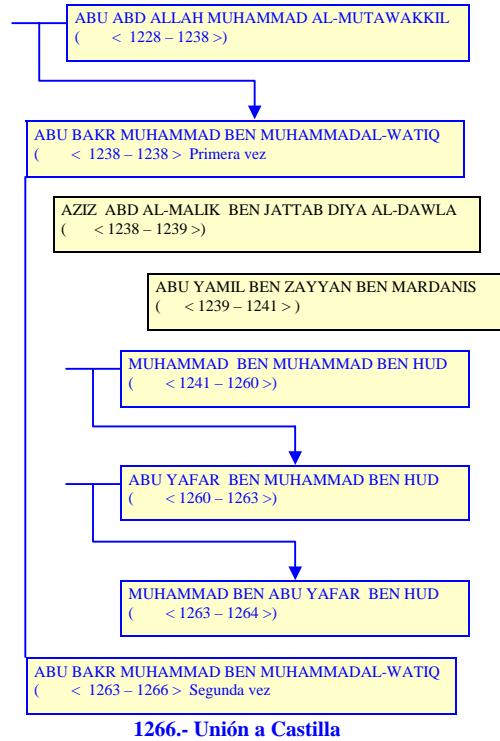 ABU ABD ALLAH MUHAMMAD AL-MUTAWAKKIL
( < 1228 – 1238 >)
ABU BAKR MUHAMMAD BEN MUHAMMADAL-WATIQ
( < 1238 – 1238 > Primera vez
AZIZ ABD AL-MALIK BEN JATTAB DIYA AL-DAWLA
( < 1238 – 1239 >)
ABU YAMIL BEN ZAYYAN BEN MARDANIS
( < 1239 – 1241 > )
MUHAMMAD BEN MUHAMMAD BEN HUD
( < 1241 – 1260 >)
ABU YAFAR BEN MUHAMMAD BEN HUD
( < 1260 – 1263 >)
MUHAMMAD BEN ABU YAFAR BEN HUD
( < 1263 – 1264 >)
ABU BAKR MUHAMMAD BEN MUHAMMADAL-WATIQ
( < 1263 – 1266 > Segunda vez
1266.- Unión a Castilla